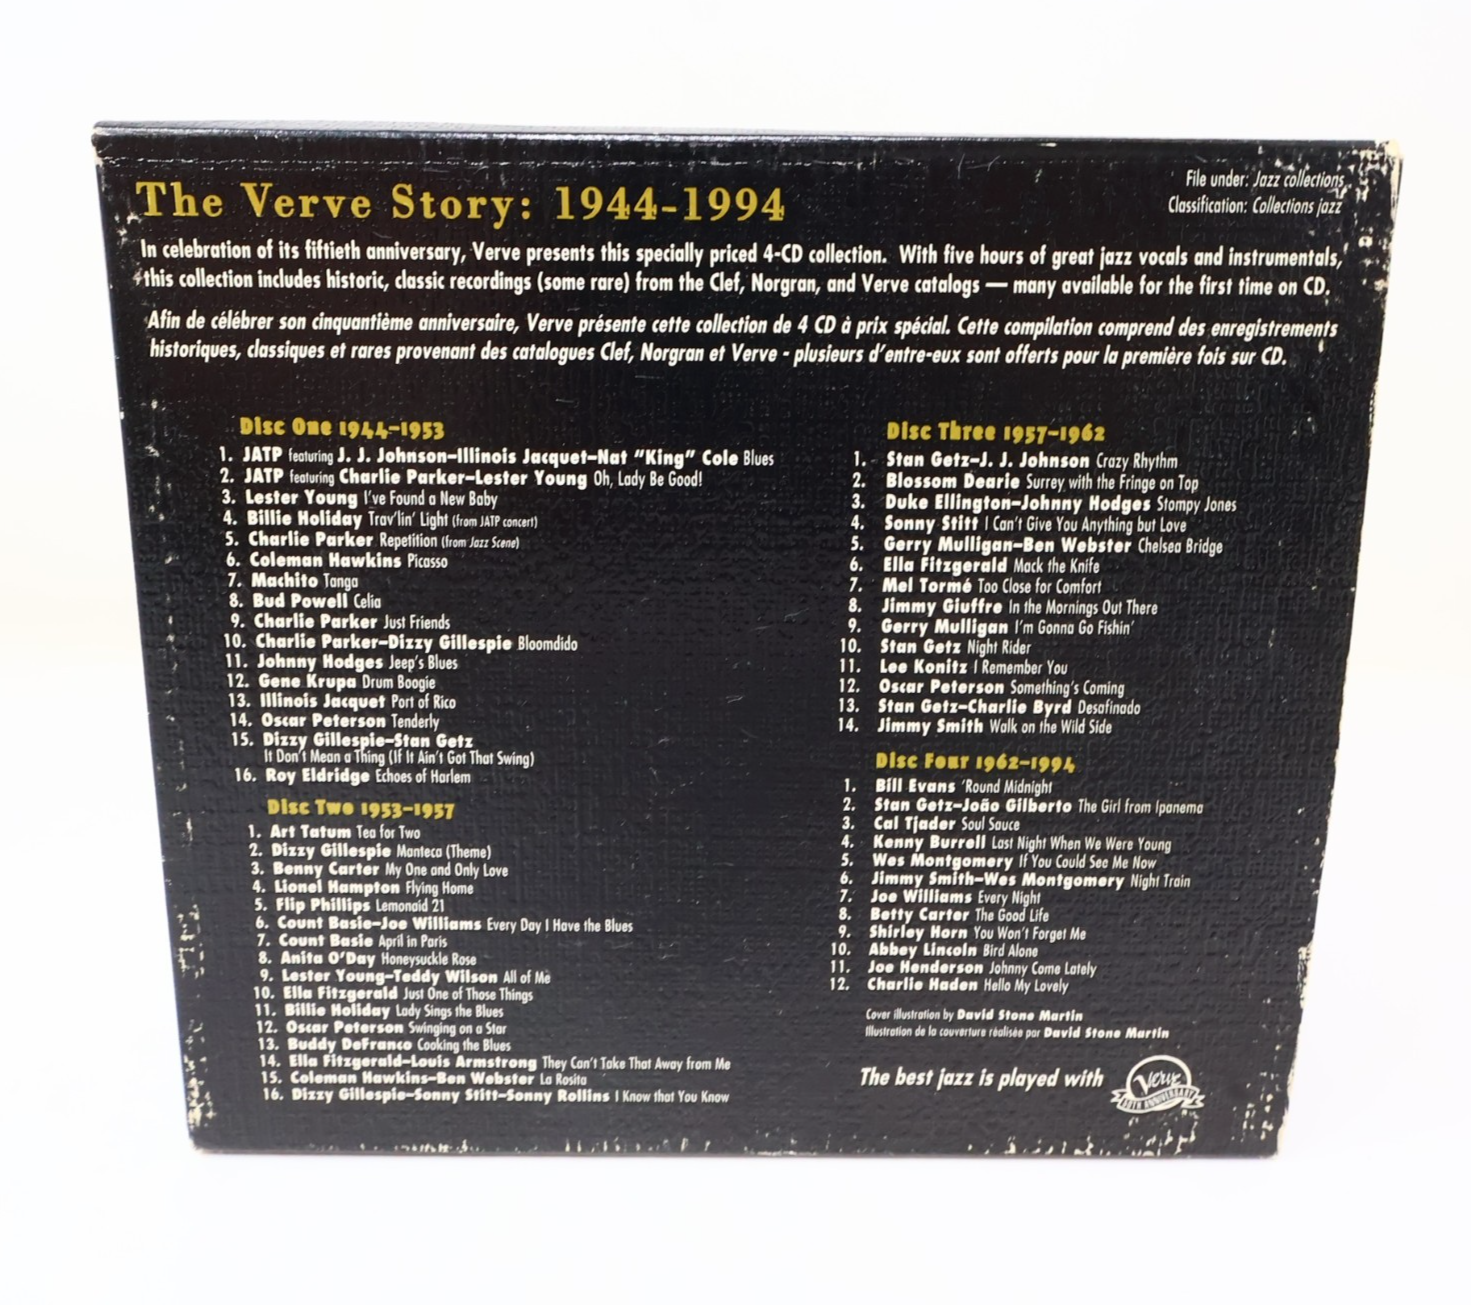 The Verve Story: 1944-1994
File under: Jazz collections
Classification: Collections jazz
In celebration of its fiftieth anniversary, Verve presents this specially priced 4-CD collection. With five hours of great jazz vocals and instrumentals,
this collection includes historic, classic recordings (some rare) from the Clef, Norgran, and Verve catalogs — many available for the first time on CD.
Afin de célébrer son cinquantième anniversaire, Verve présente cette collection de 4 CD à prix spécial. Cette compilation comprend des enregistrements
historiques, classiques et rares provenant des catalogues Clef, Norgran et Verve - plusieurs d'entre-eux sont offerts pour la première fois sur CD.
Disc One 1944-1953
1. JATP featuring J. J. Johnson-Illinois Jacquet-Nat "King" Cole Blues
2. JATP featuring Charlie Parker-Lester Young Oh, Lady Be Good!
3. Lester Young I've Found a New Baby
4. Billie Holiday Trav'lin' Light (from JATP concert)
5. Charlie Parker Repetition (from Jazz Scene)
6. Coleman Hawkins Picasso
7. Machito Tanga
8. Bud Powell Celia
9. Charlie Parker Just Friends
10. Charlie Parker-Dizzy Gillespie Bloomdido
11. Johnny Hodges Jeep's Blues
12. Gene Krupa Drum Boogie
13. Illinois Jacquet Port of Rico
14. Oscar Peterson Tenderly
15. Dizzy Gillespie-Stan Getz
It Don't Mean a Thing (If It Ain't Got That Swing)
16. Roy Eldridge Echoes of Harlem
Disc Two 1953-1957
1. Art Tatum Tea for Two
2. Dizzy Gillespie Manteca (Theme)
3. Benny Carter My One and Only Love
4. Lionel Hampton Flying Home
5. Flip Phillips Lemonaid 21
6. Count Basie-Joe Williams Every Day I Have the Blues
7. Count Basie April in Paris
8. Anita O'Day Honeysuckle Rose
9. Lester Young-Teddy Wilson All of Me
10. Ella Fitzgerald Just One of Those Things
11. Billie Holiday Lady Sings the Blues
12. Oscar Peterson Swinging on a Star
13. Buddy DeFranco Cooking the Blues
14. Ella Fitzgerald-Louis Armstrong They Can't Take That Away from Me
15. Coleman Hawkins-Ben Webster La Rosita
16. Dizzy Gillespie-Sonny Stitt-Sonny Rollins I Know that You Know
Disc Three 1957-1962
1. Stan Getz-J. J. Johnson Crazy Rhythm
2. Blossom Dearie Surrey with the Fringe on Top
3. Duke Ellington-Johnny Hodges Stompy Jones
4. Sonny Stitt I Can't Give You Anything but Love
5. Gerry Mulligan-Ben Webster Chelsea Bridge
6. Ella Fitzgerald Mack the Knife
7. Mel Tormé Too Close for Comfort
8. Jimmy Giuffre In the Mornings Out There
9. Gerry Mulligan I'm Gonna Go Fishin'
10. Stan Getz Night Rider
11. Lee Konitz I Remember You
12. Oscar Peterson Something's Coming
13. Stan Getz-Charlie Byrd Desafinado
14. Jimmy Smith Walk on the Wild Side
Disc Four 1962-1994
1. Bill Evans 'Round Midnight
2. Stan Getz-João Gilberto The Girl from Ipanema
3. Cal Tjader Soul Sauce
4. Kenny Burrell Last Night When We Were Young
5. Wes Montgomery If You Could See Me Now
6. Jimmy Smith-Wes Montgomery Night Train
7. Joe Williams Every Night
8. Betty Carter The Good Life
9. Shirley Horn You Won't Forget Me
10. Abbey Lincoln Bird Alone
11. Joe Henderson Johnny Come Lately
12. Charlie Haden Hello My Lovely
Cover illustration by David Stone Martin
Illustration de la couverture réalisée par David Stone Martin
The best jazz is played with
Verve
50TH ANNIVERSARY